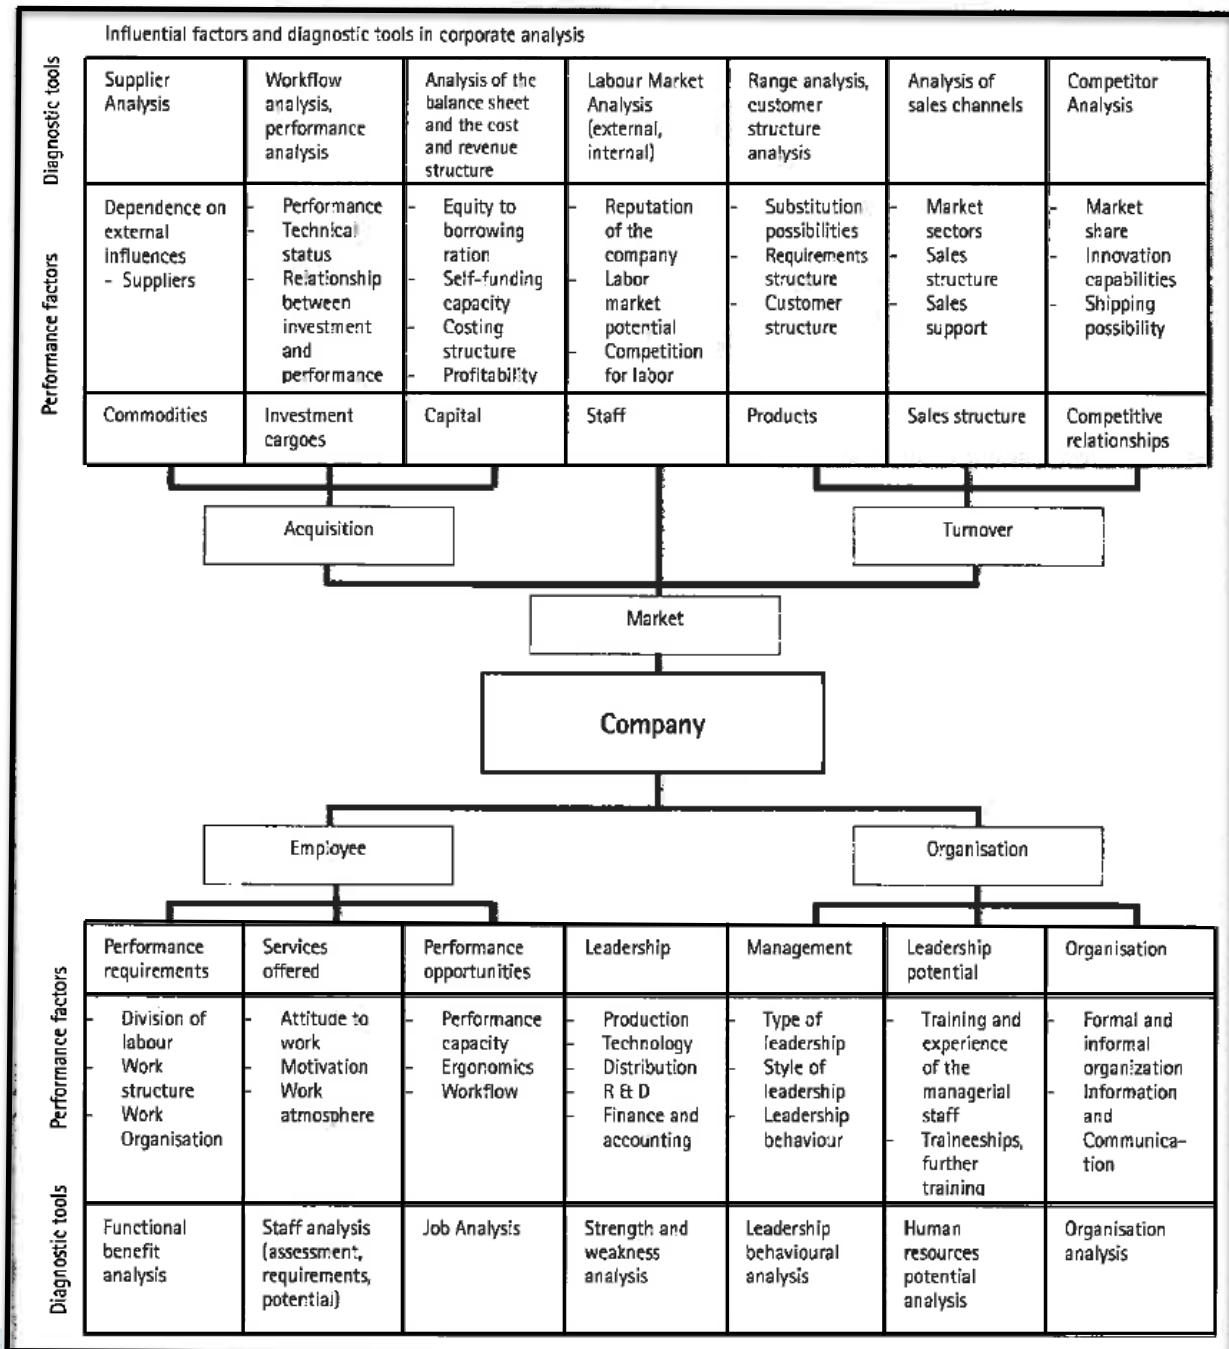 Influential factors and diagnostic tools in corporate analysis
Diagnostic tools
Supplier
Analysis
Workflow
analysis,
performance
analysis
Analysis of the
balance sheet
and the cost
and revenue
structure
Labour Market
Analysis
(external,
internal)
Range analysis,
customer
structure
analysis
Analysis of
sales channels
Competitor
Analysis
Performance factors
Dependence on
external
influences
- Suppliers
- Performance
- Technical
status
- Relationship
between
investment
and
performance
- Equity to
borrowing
ration
- Self-funding
capacity
- Costing
structure
- Profitability
- Reputation
of the
company
- Labor
market
potential
- Competition
for labor
- Substitution
possibilities
- Requirements
structure
- Customer
structure
- Market
sectors
- Sales
structure
- Sales
support
- Market
share
- Innovation
capabilities
- Shipping
possibility
Commodities
Investment
cargoes
Capital
Staff
Products
Sales structure
Competitive
relationships
Acquisition
Turnover
Market
Company
Employee
Organisation
Performance factors
Performance
requirements
Services
offered
Performance
opportunities
Leadership
Management
Leadership
potential
Organisation
- Division of
labour
- Work
structure
- Work
Organisation
- Attitude to
work
- Motivation
- Work
atmosphere
- Performance
capacity
- Ergonomics
- Workflow
- Production
- Technology
- Distribution
- R & D
- Finance and
accounting
- Type of
leadership
- Style of
leadership
- Leadership
behaviour
- Training and
experience
of the
managerial
staff
- Traineeships,
further
training
- Formal and
informal
organization
- Information
and
Communica-
tion
Diagnostic tools
Functional
benefit
analysis
Staff analysis
(assessment,
requirements,
potential)
Job Analysis
Strength and
weakness
analysis
Leadership
behavioural
analysis
Human
resources
potential
analysis
Organisation
analysis